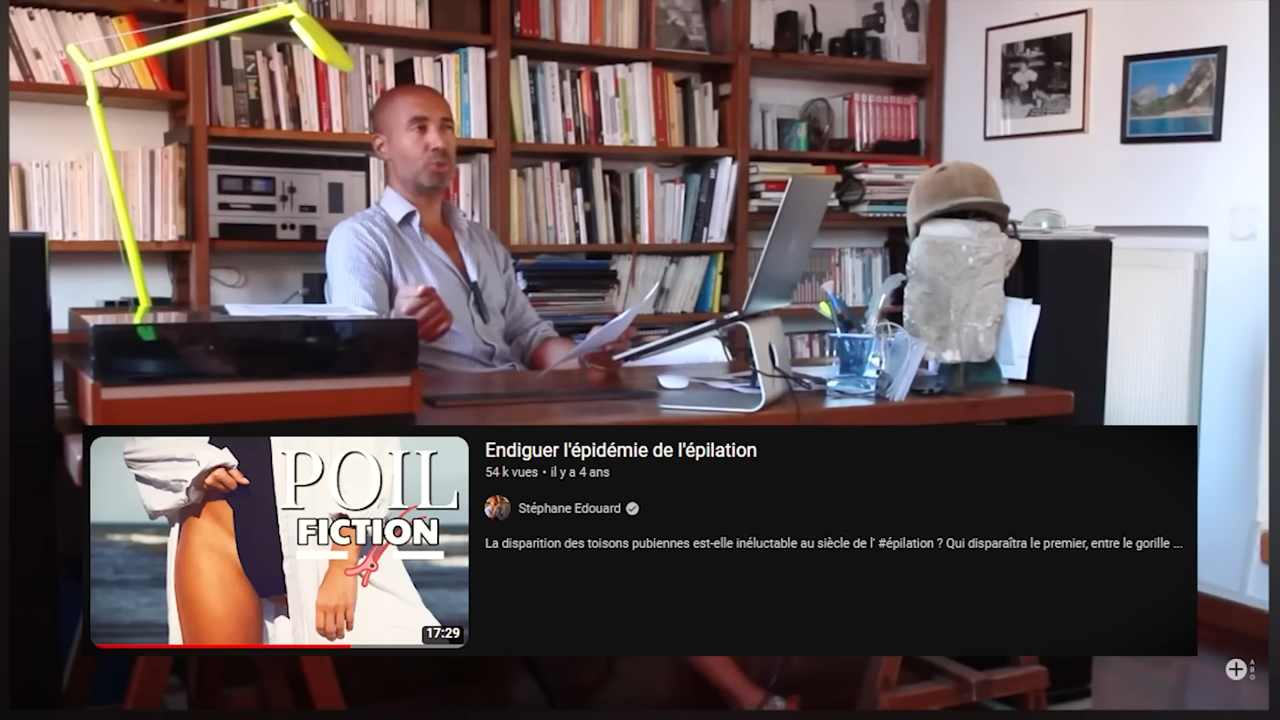 POIL
FICTION
17:29
Endiguer l'épidémie de l'épilation
54 k vues • il y a 4 ans
Stéphane Edouard
La disparition des toisons pubiennes est-elle inéluctable au siècle de l' #épilation ? Qui disparaîtra le premier, entre le gorille ...
ABO